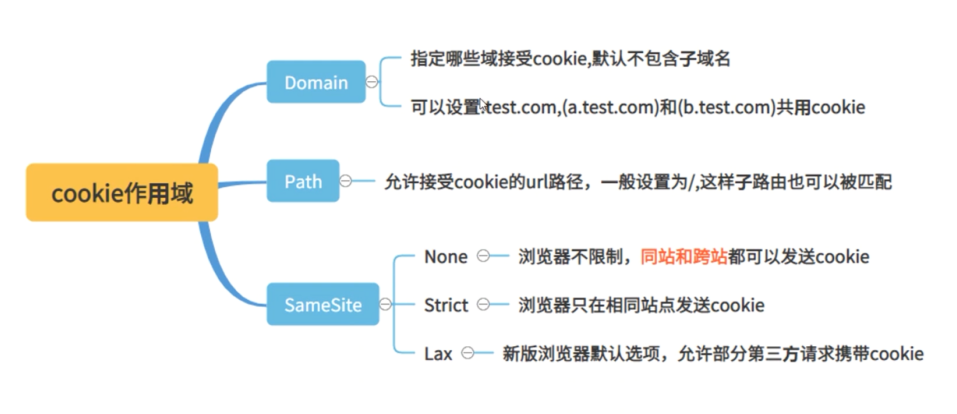 cookie作用域
Domain
指定哪些域接受cookie,默认不包含子域名
可以设置.test.com,(a.test.com)和(b.test.com)共用cookie
Path
允许接受cookie的url路径，一般设置为/,这样子路由也可以被匹配
SameSite
None
浏览器不限制，同站和跨站都可以发送cookie
Strict
浏览器只在相同站点发送cookie
Lax
新版浏览器默认选项，允许部分第三方请求携带cookie